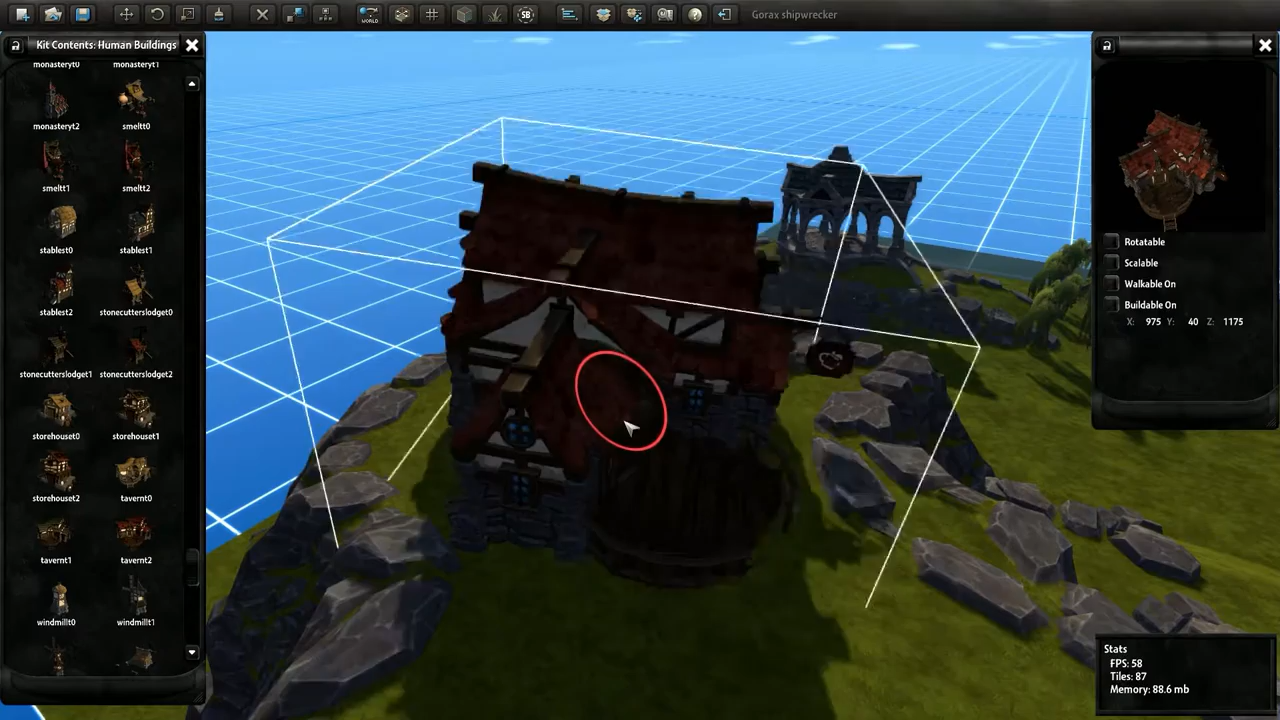 WORLD
SB
Gorax shipwrecker
Kit Contents: Human Buildings
monasteryt0 monasteryt1
monasteryt2 smeltt0
smeltt1 smeltt2
stablest0 stablest1
stablest2 stonecutterslodget0
stonecutterslodget1 stonecutterslodget2
storehouset0 storehouset1
storehouset2 tavernt0
tavernt1 tavernt2
windmillt0 windmillt1
Rotatable
Scalable
Walkable On
Buildable On
X: 975 Y: 40 Z: 1175
Stats
FPS: 58
Tiles: 87
Memory: 88.6 mb